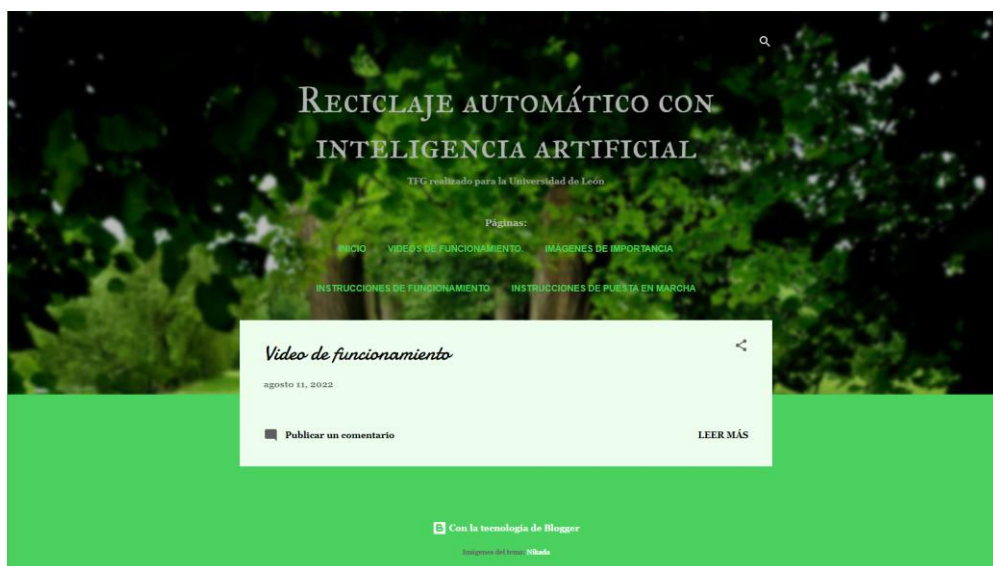 Reciclaje automático con
inteligencia artificial
TFG realizado para la Universidad de León
Páginas:
INICIO VIDEOS DE FUNCIONAMIENTO. IMÁGENES DE IMPORTANCIA
INSTRUCCIONES DE FUNCIONAMIENTO INSTRUCCIONES DE PUESTA EN MARCHA
Video de funcionamiento
agosto 11, 2022
Publicar un comentario LEER MÁS
Con la tecnología de Blogger
Imágenes del tema: Nikada